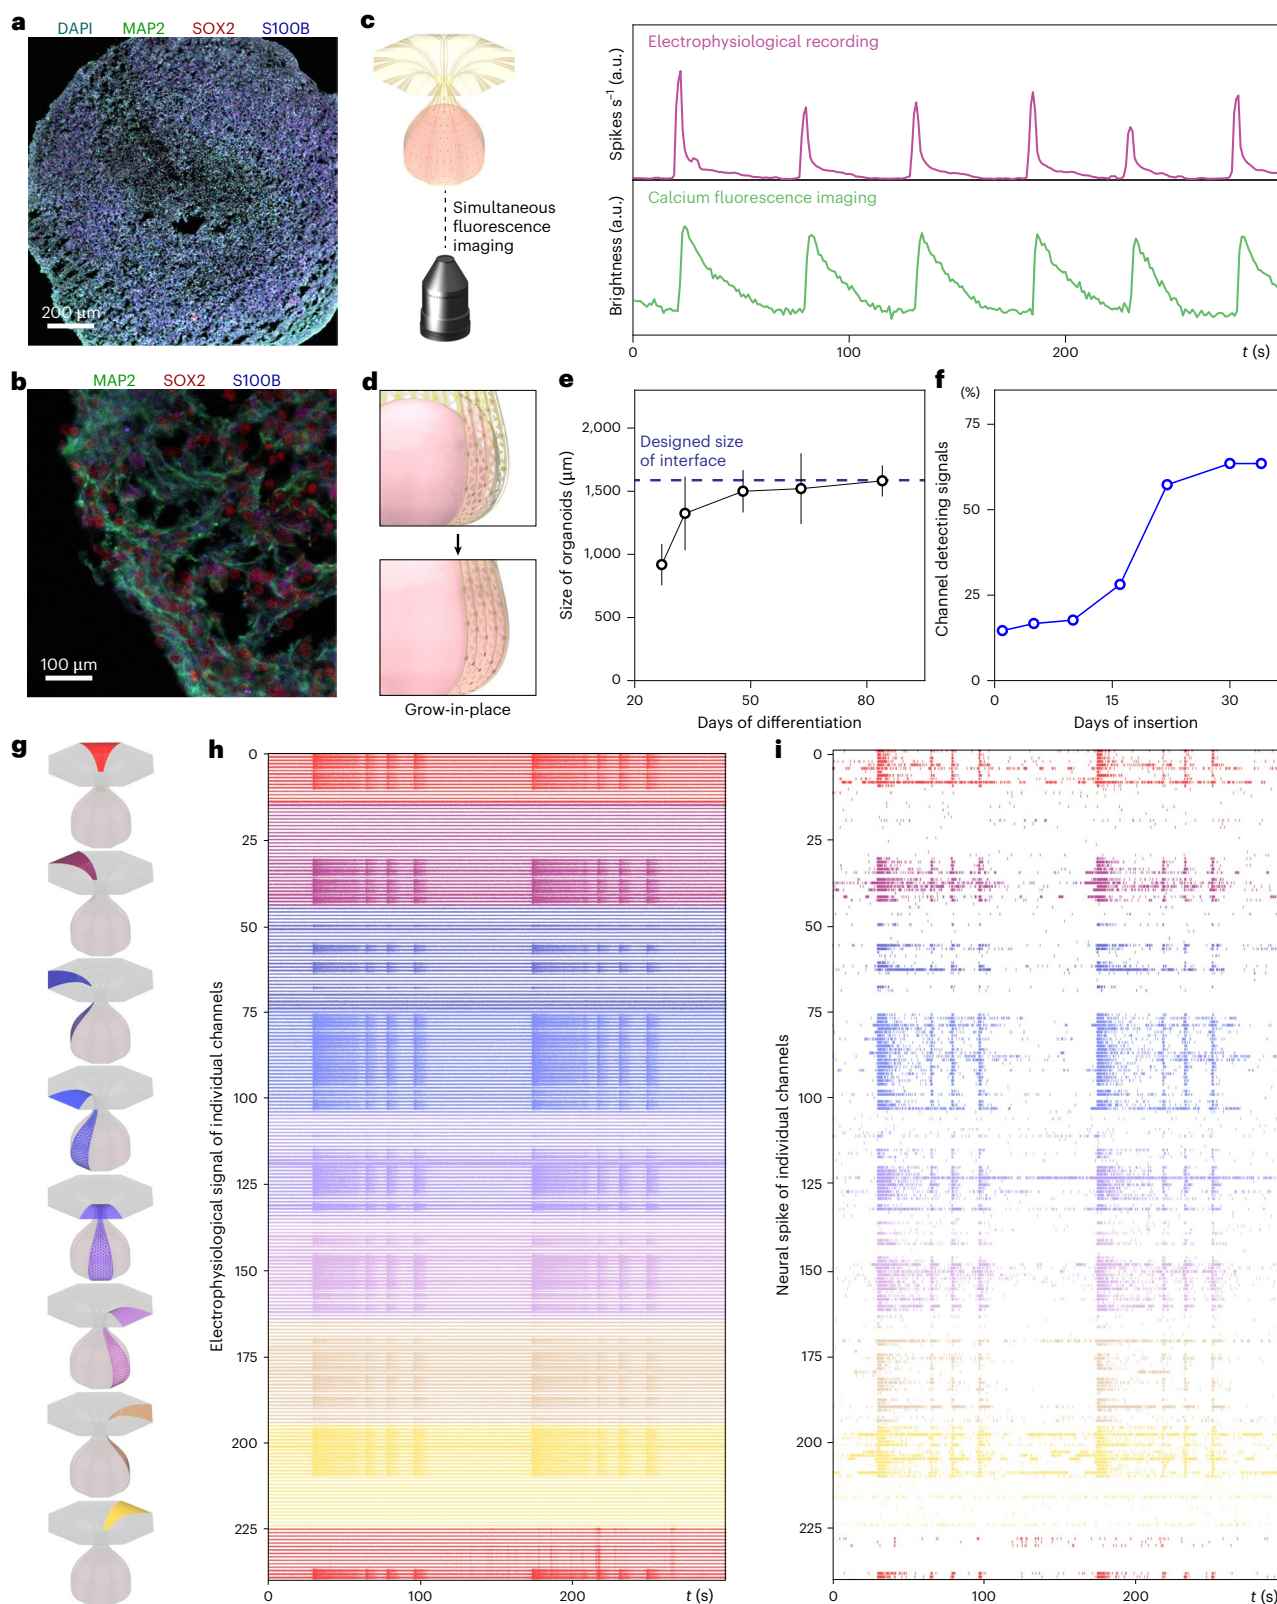 a
DAPI MAP2 SOX2 S100B
200 µm
b
MAP2 SOX2 S100B
100 µm
c
Simultaneous
fluorescence
imaging
Electrophysiological recording
Spikes s⁻¹ (a.u.)
Calcium fluorescence imaging
Brightness (a.u.)
0 100 200 t (s)
d
Grow-in-place
e
Size of organoids (µm)
2,000
1,500
1,000
500
0
Designed size
of interface
20 50 80
Days of differentiation
f
(%)
Channel detecting signals
75
50
25
0
0 15 30
Days of insertion
g
h
Electrophysiological signal of individual channels
0
25
50
75
100
125
150
175
200
225
0 100 200 t (s)
i
Neural spike of individual channels
0
25
50
75
100
125
150
175
200
225
0 100 200 t (s)